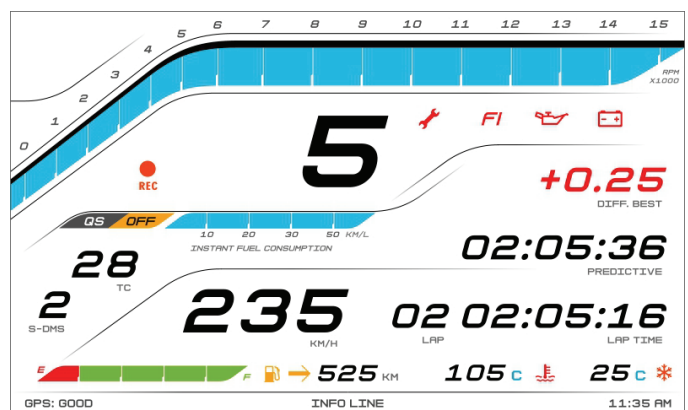 0 1 2 3 4 5 6 7 8 9 10 11 12 13 14 15
RPM
X1000
5
FI
REC
+0.25
DIFF. BEST
QS OFF
10 20 30 50 KM/L
INSTANT FUEL CONSUMPTION
02:05:36
PREDICTIVE
28
TC
2
S-DMS
235
KM/H
02 02:05:16
LAP LAP TIME
E F 525 KM 105 C 25 C
GPS: GOOD INFO LINE 11:35 AM